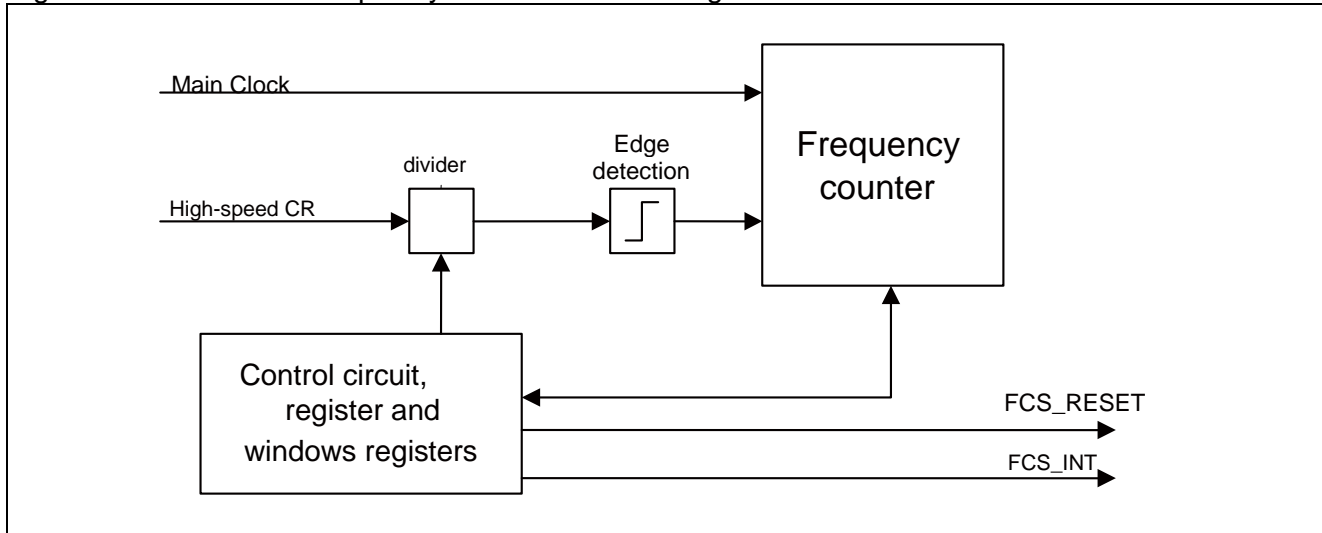 Main Clock
Edge
detection
divider
High-speed CR
Frequency
counter
Control circuit,
register and
windows registers
FCS_RESET
FCS_INT